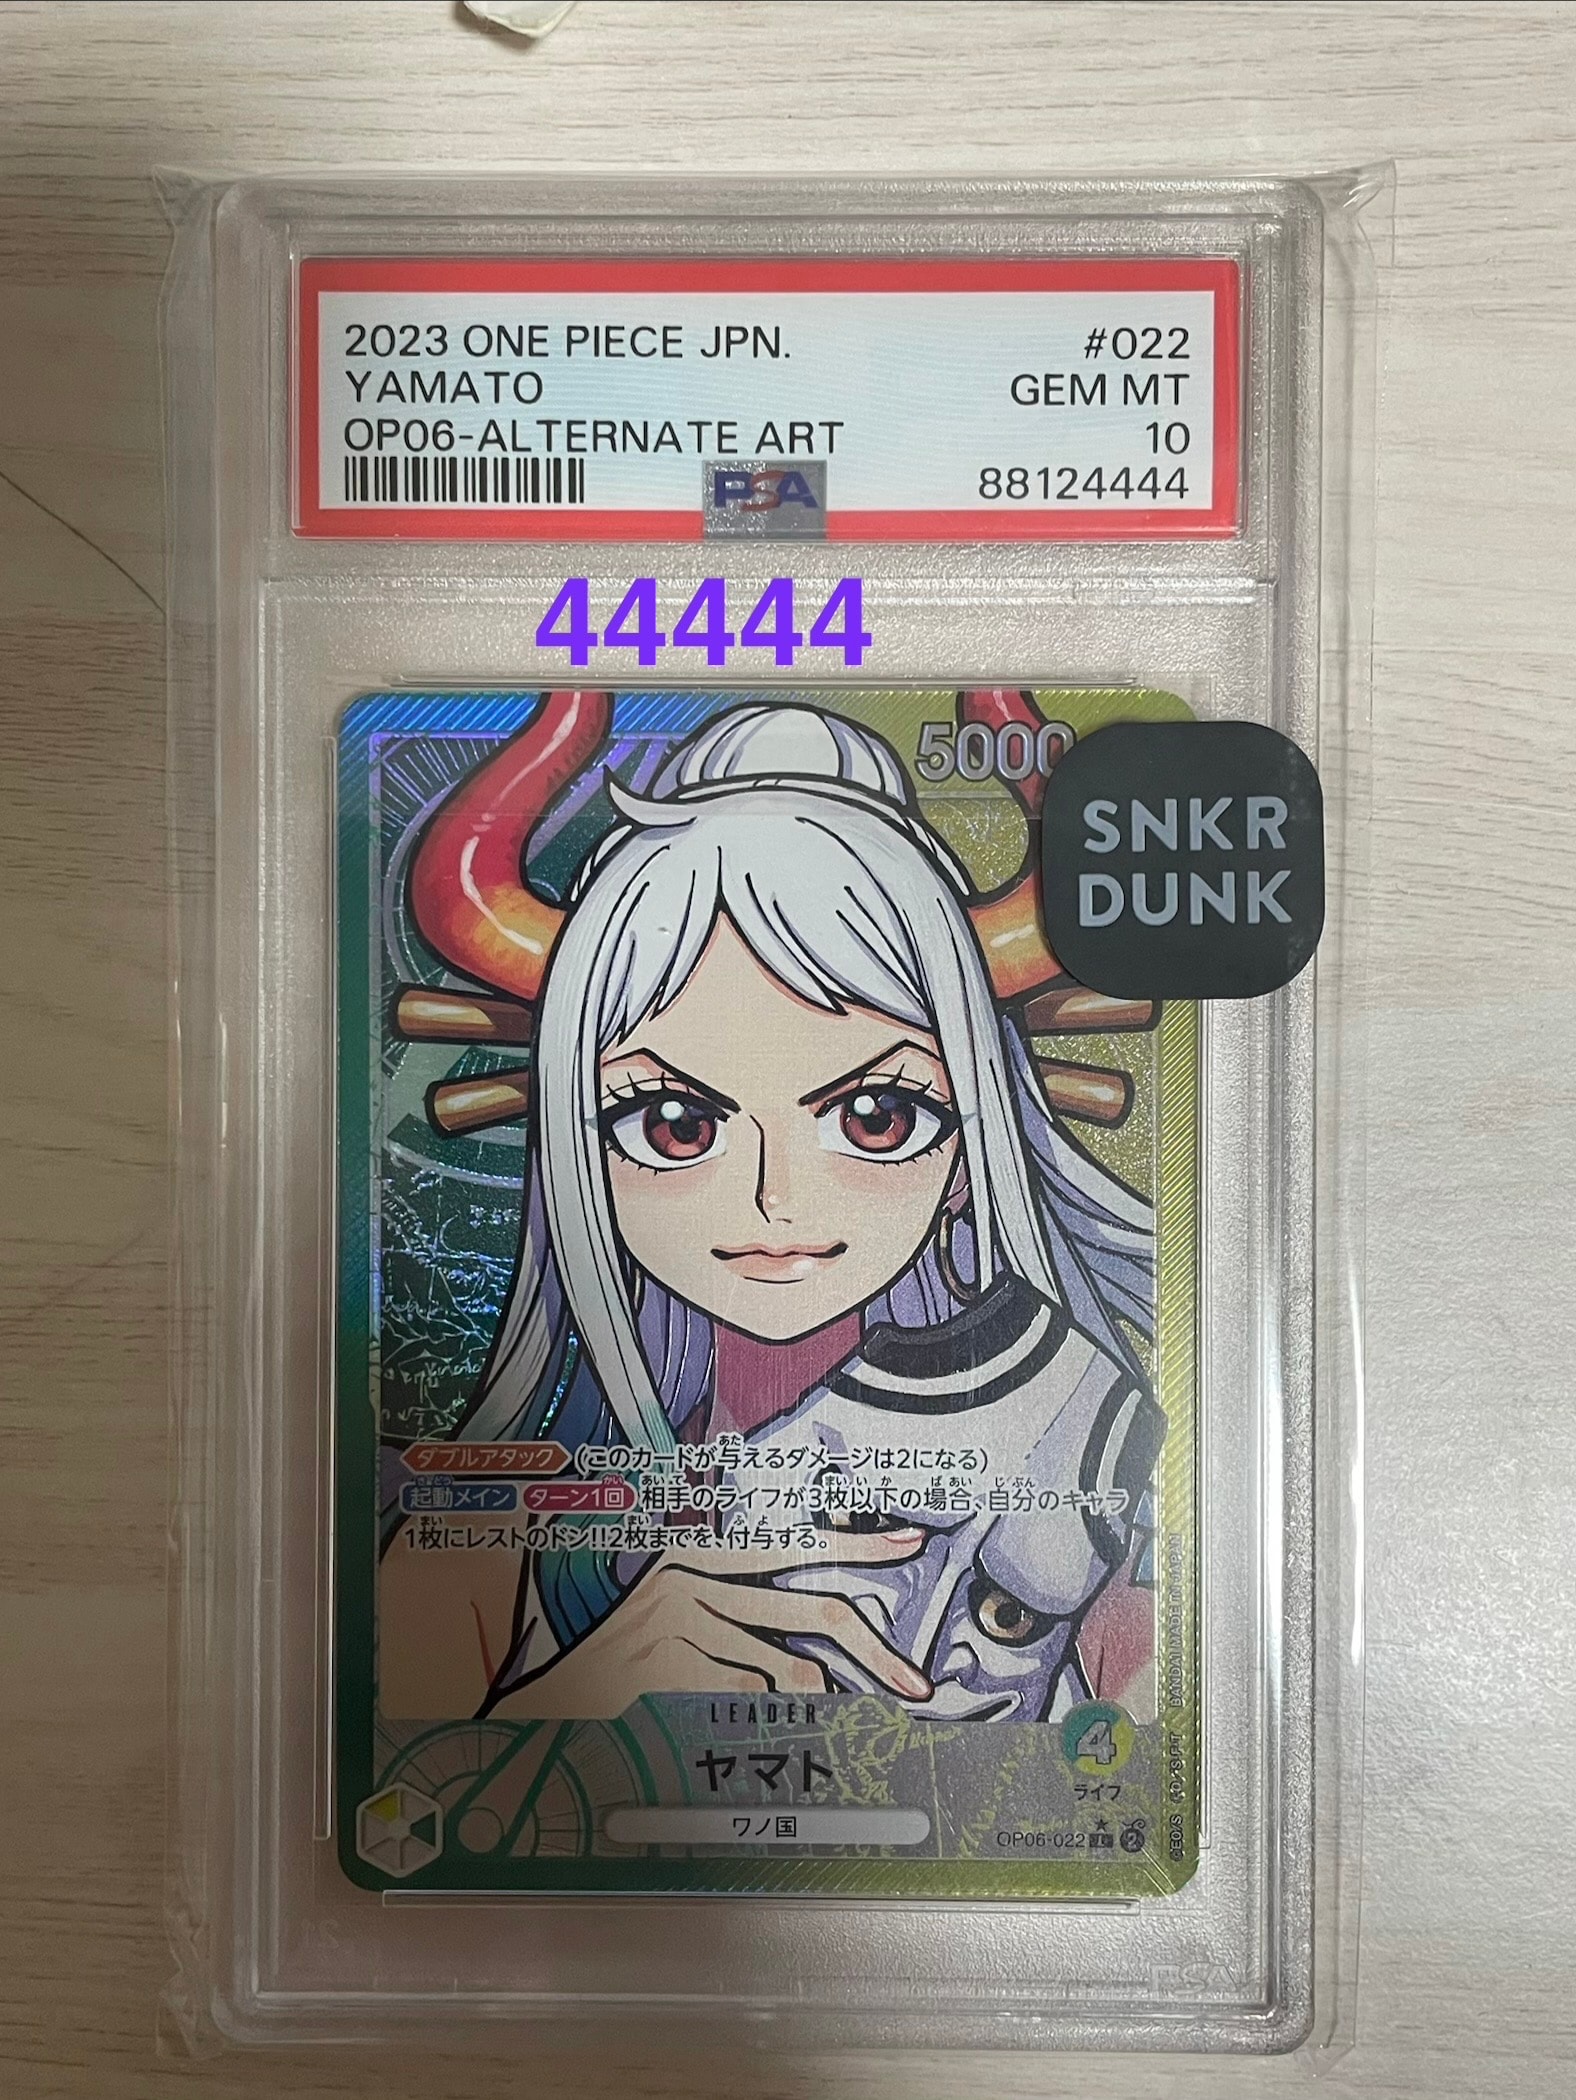 2023 ONE PIECE JPN. #022
YAMATO GEM MT
OP06-ALTERNATE ART 10
PSA 88124444
44444
5000
SNKR
DUNK
ダブルアタック (このカードが与えるダメージは2になる)
起動メイン ターン1回 相手のライフが3枚以下の場合、自分のキャラ
1枚にレストのドン!!2枚までを、付与する。
LEADER
ヤマト
4
ライフ
ワノ国
OP06-022
BANDAI MADE IN JAPAN
PSA